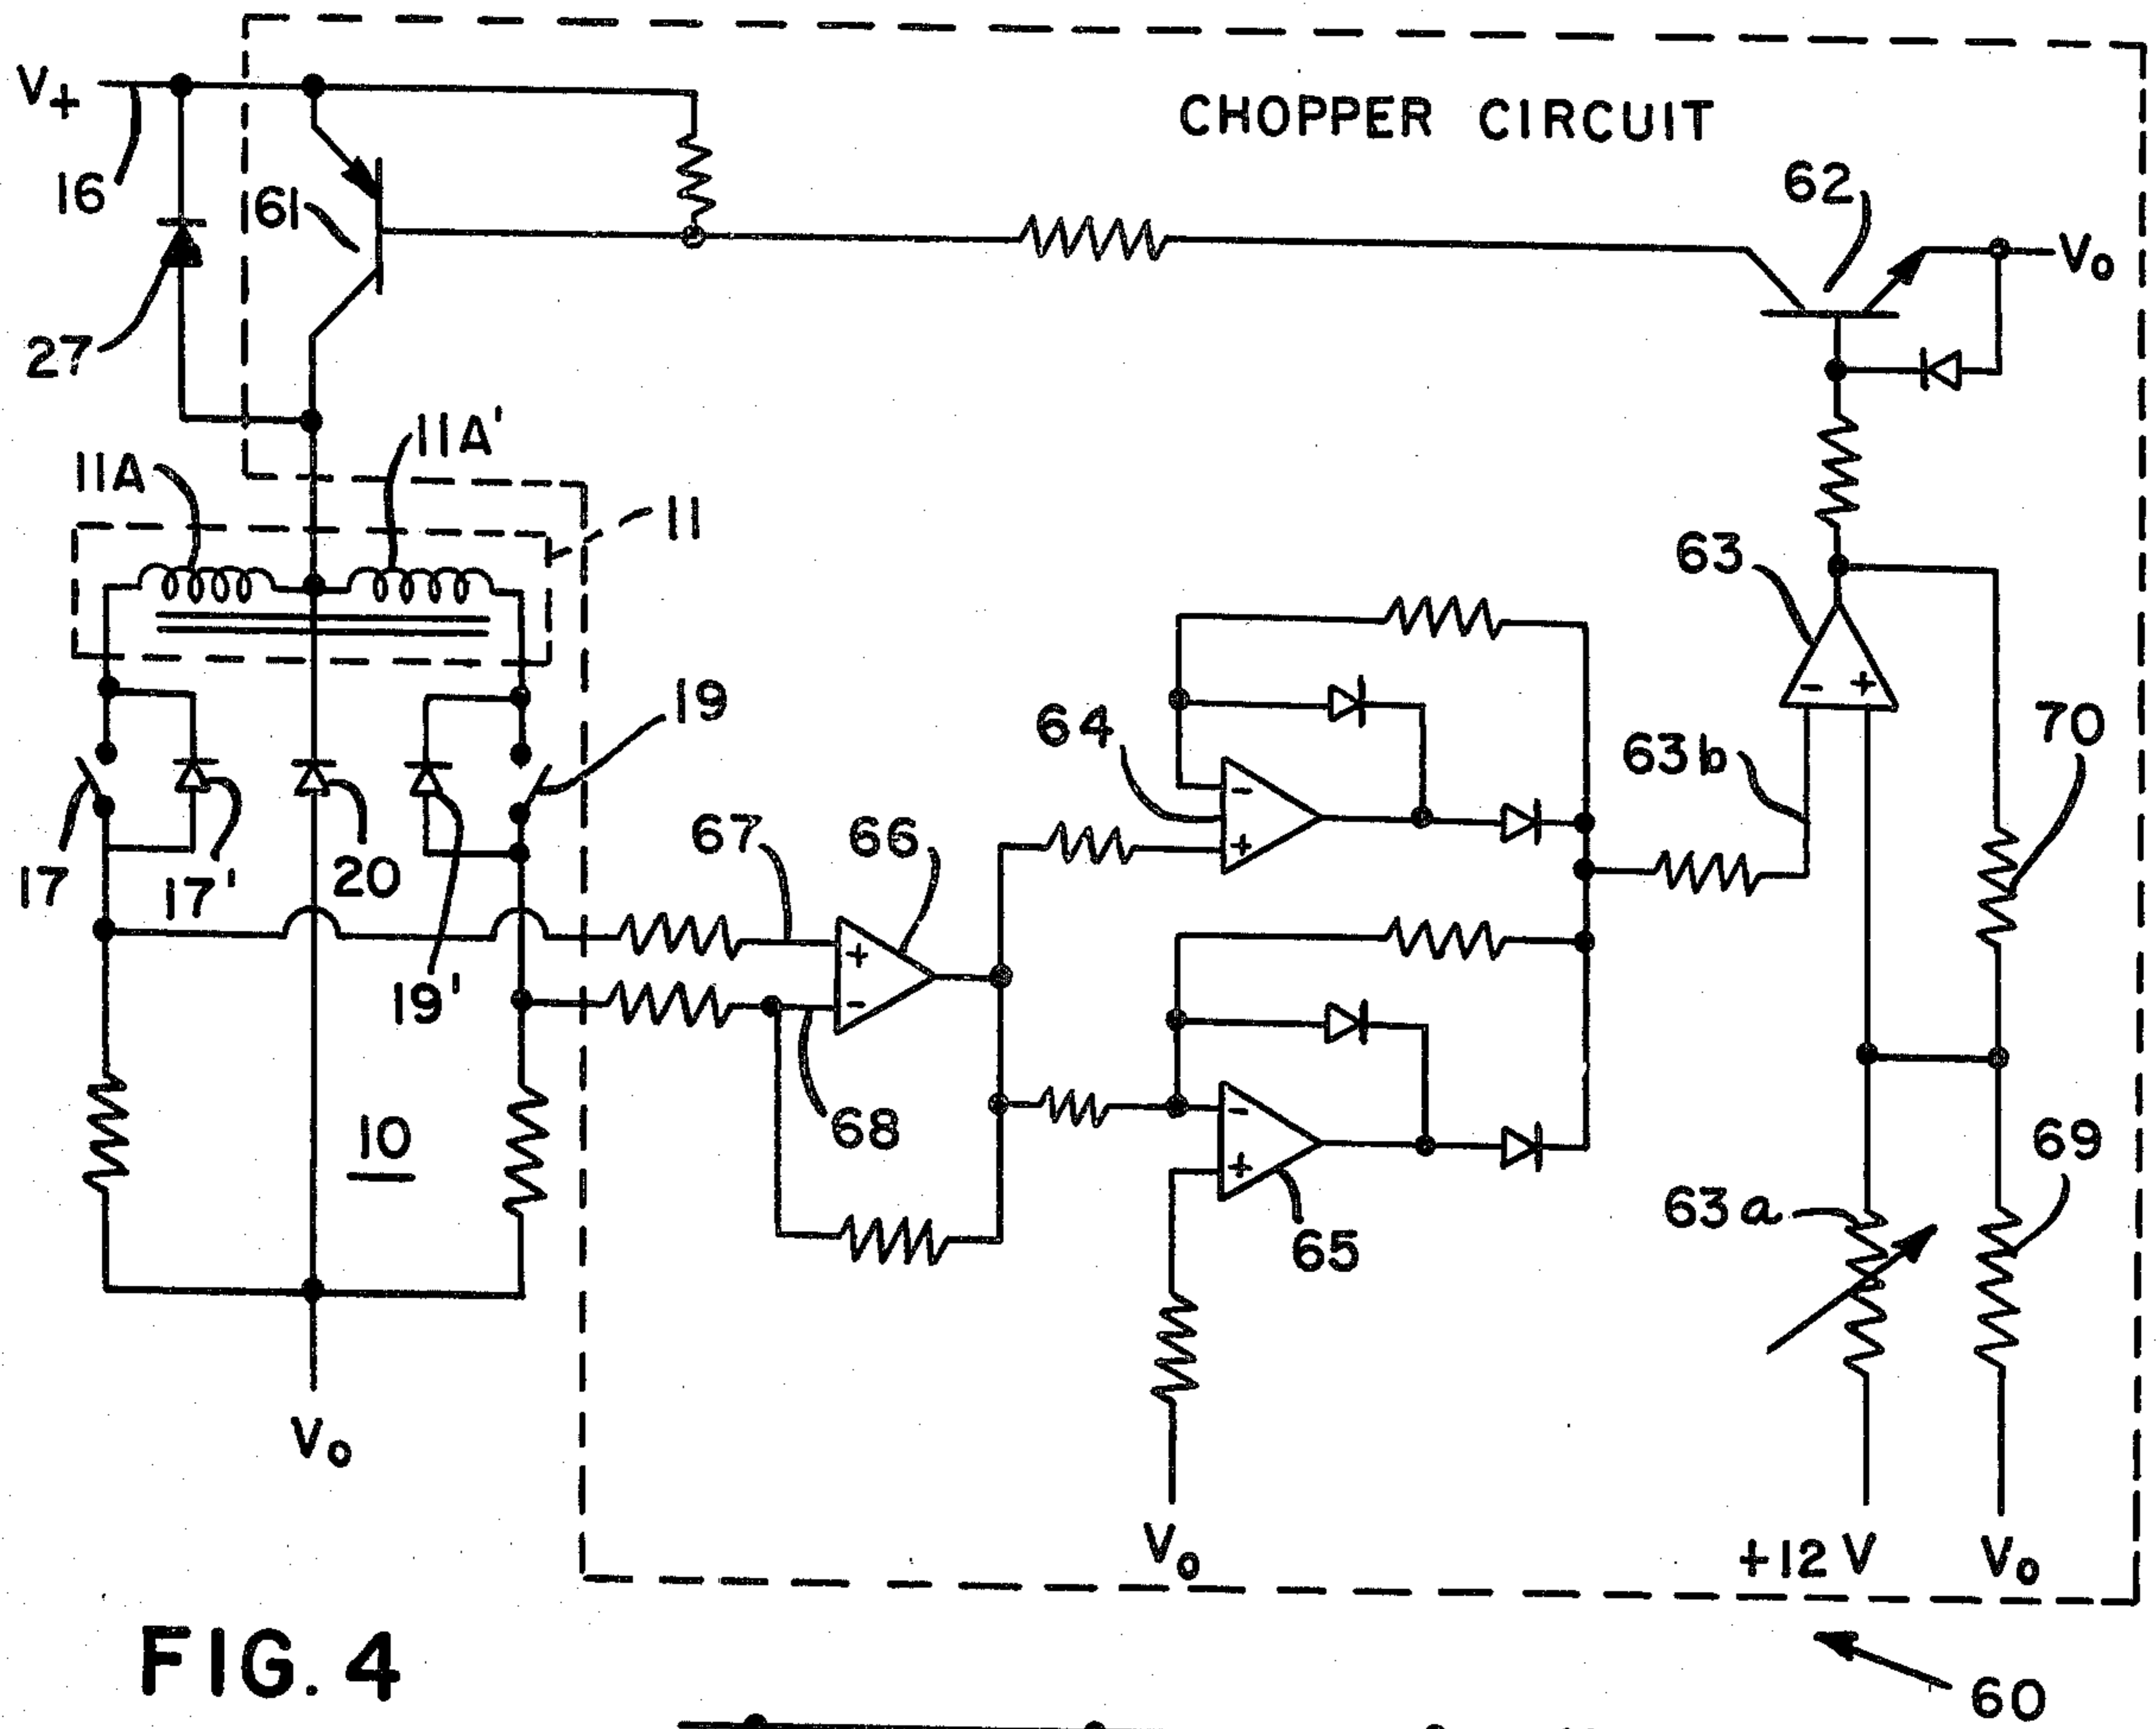 CHOPPER CIRCUIT
V+
16
161
62
Vo
27
11A'
11A
11
63
19
64
63b
70
67
66
17
17'
20
+
-
19'
68
10
65
63a
69
Vo
Vo
+12 V
Vo
FIG. 4
60